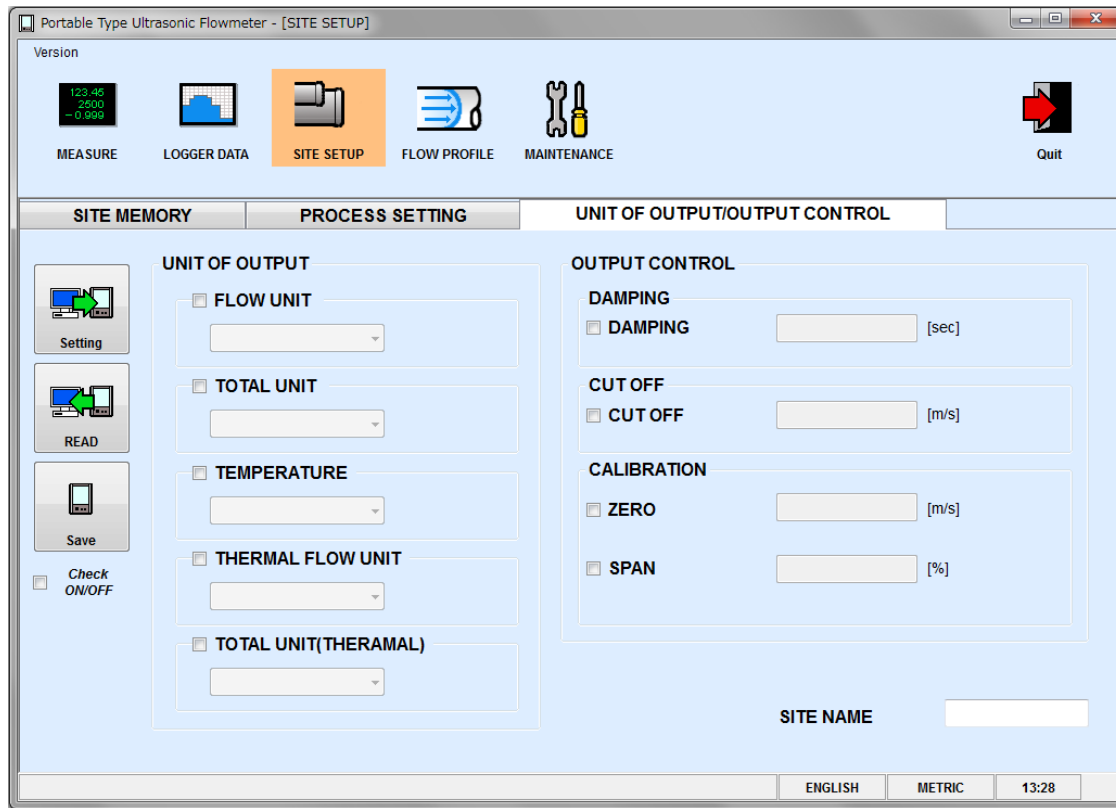 Portable Type Ultrasonic Flowmeter - [SITE SETUP]
Version
123.45
2500
-0.999
MEASURE
LOGGER DATA
SITE SETUP
FLOW PROFILE
MAINTENANCE
Quit
SITE MEMORY
PROCESS SETTING
UNIT OF OUTPUT/OUTPUT CONTROL
Setting
READ
Save
Check
ON/OFF
UNIT OF OUTPUT
FLOW UNIT
TOTAL UNIT
TEMPERATURE
THERMAL FLOW UNIT
TOTAL UNIT(THERAMAL)
OUTPUT CONTROL
DAMPING
DAMPING [sec]
CUT OFF
CUT OFF [m/s]
CALIBRATION
ZERO [m/s]
SPAN [%]
SITE NAME
ENGLISH METRIC 13:28